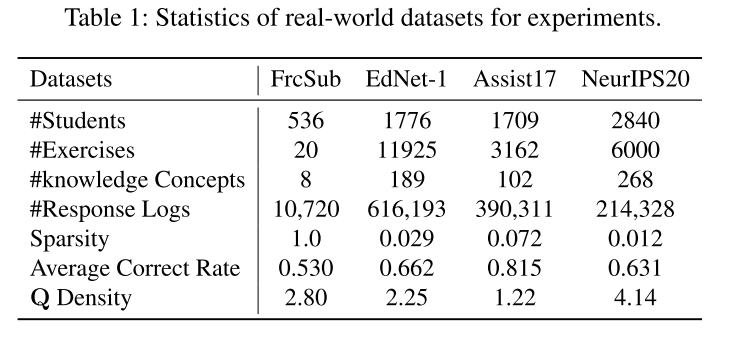 Table 1: Statistics of real-world datasets for experiments.
Datasets FrcSub EdNet-1 Assist17 NeurIPS20
#Students 536 1776 1709 2840
#Exercises 20 11925 3162 6000
#knowledge Concepts 8 189 102 268
#Response Logs 10,720 616,193 390,311 214,328
Sparsity 1.0 0.029 0.072 0.012
Average Correct Rate 0.530 0.662 0.815 0.631
Q Density 2.80 2.25 1.22 4.14